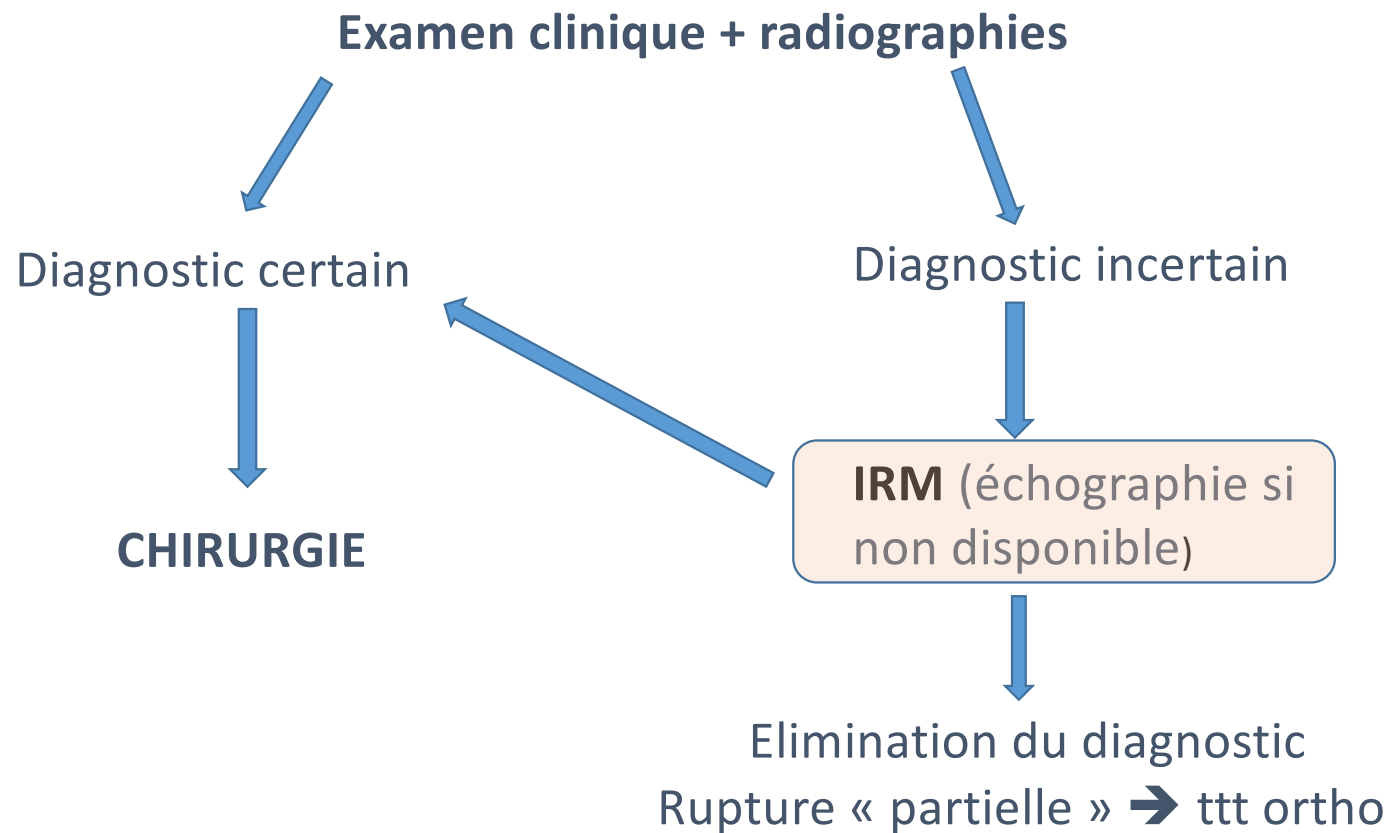 Examen clinique + radiographies
Diagnostic certain
Diagnostic incertain
IRM (échographie si
non disponible)
CHIRURGIE
Elimination du diagnostic
Rupture « partielle » ➔ ttt ortho